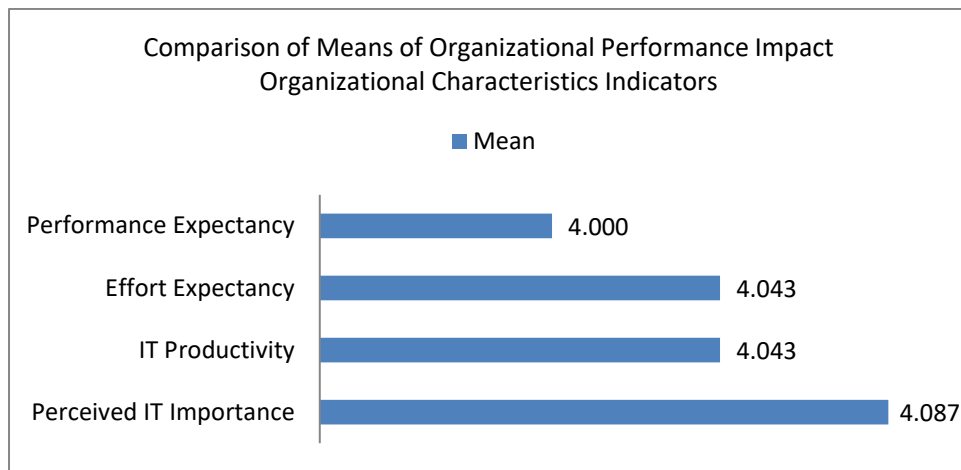 Comparison of Means of Organizational Performance Impact
Organizational Characteristics Indicators
Mean
Performance Expectancy 4.000
Effort Expectancy 4.043
IT Productivity 4.043
Perceived IT Importance 4.087